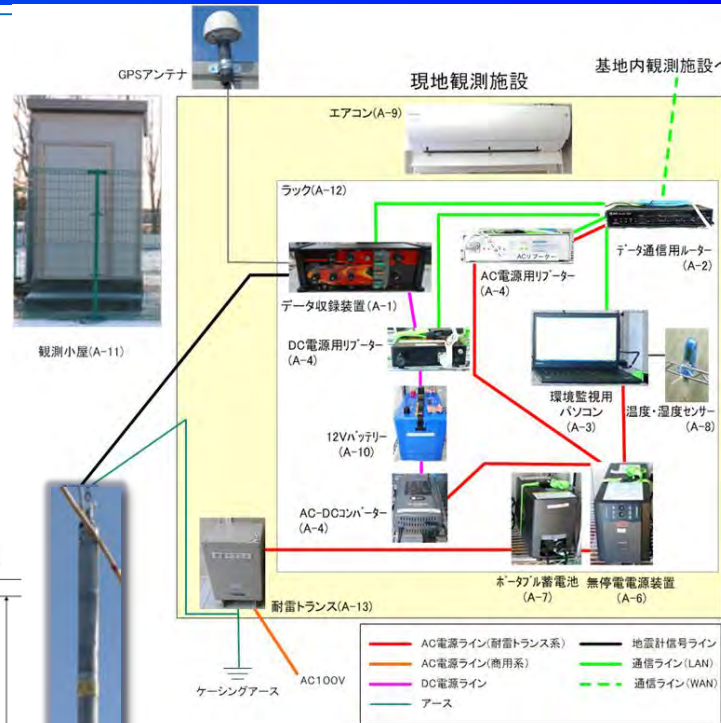 GPSアンテナ
現地観測施設
基地内観測施設へ
エアコン(A-9)
ラック(A-12)
ACリブーター
データ通信用ルーター
(A-2)
AC電源用リブーター
(A-4)
データ収録装置(A-1)
DC電源用リブーター
(A-4)
観測小屋(A-11)
環境監視用
パソコン
(A-3)
温度・湿度センサー
(A-8)
12Vバッテリー
(A-10)
AC-DCコンバーター
(A-4)
ポータブル蓄電池
(A-7)
無停電電源装置
(A-6)
耐雷トランス(A-13)
ケーシングアース
AC100V
AC電源ライン(耐雷トランス系)
AC電源ライン(商用系)
DC電源ライン
アース
地震計信号ライン
通信ライン(LAN)
通信ライン(WAN)